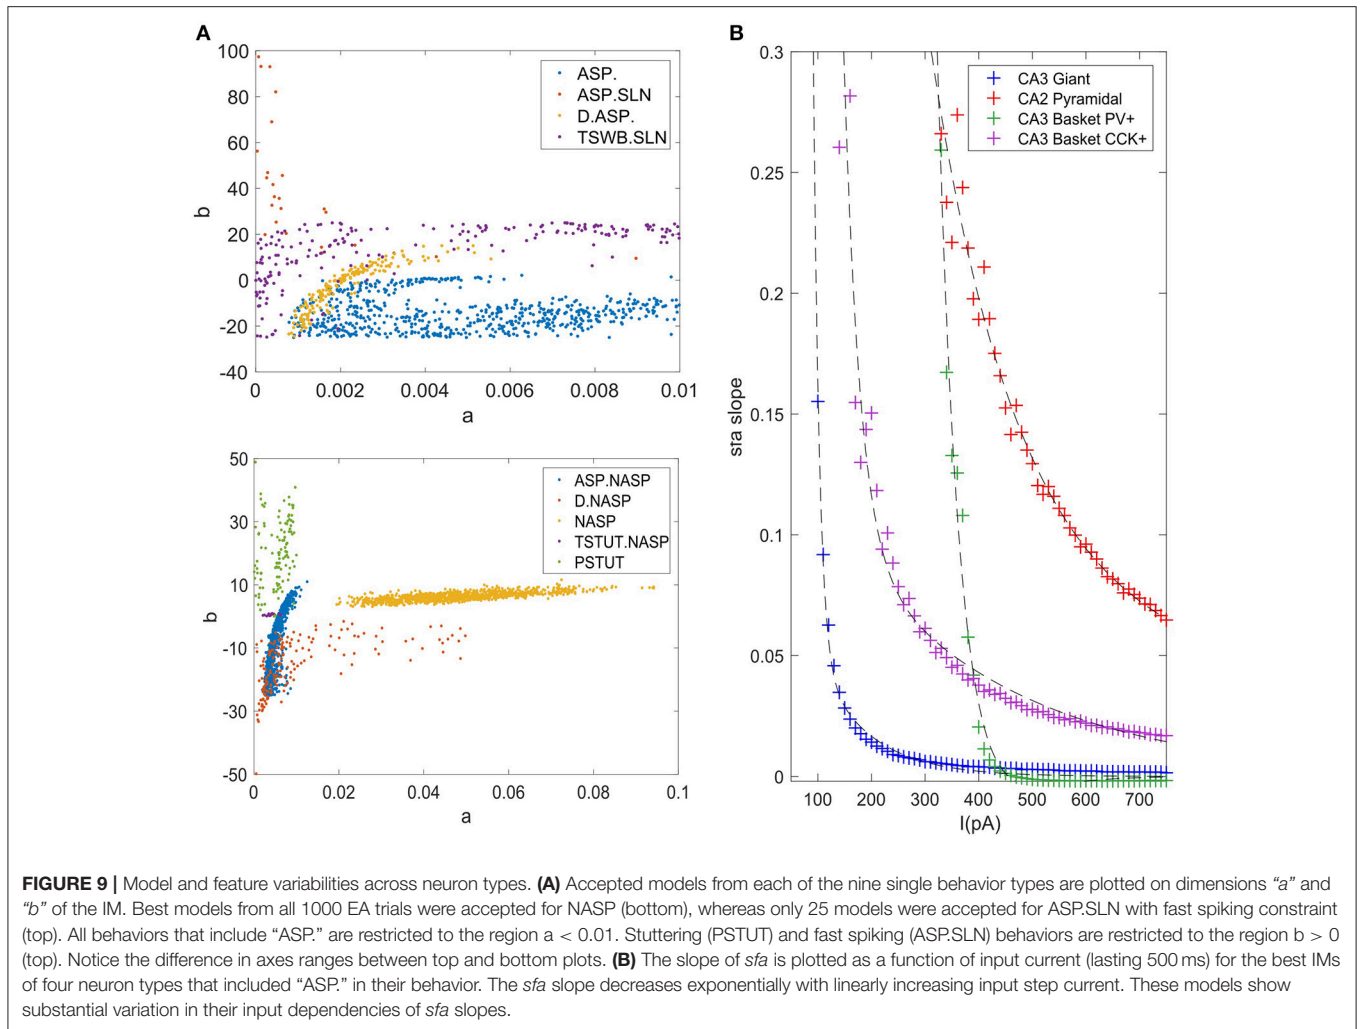 A
100
80
60
40
20
0
-20
-40
b
ASP.
ASP.SLN
D.ASP.
TSWB.SLN
0 0.002 0.004 0.006 0.008 0.01
a
50
30
10
-10
-30
-50
b
ASP.NASP
D.NASP
NASP
TSTUT.NASP
PSTUT
0 0.02 0.04 0.06 0.08 0.1
a
B
0.3
0.25
0.2
0.15
0.1
0.05
0
sfa slope
CA3 Giant
CA2 Pyramidal
CA3 Basket PV+
CA3 Basket CCK+
100 200 300 400 500 600 700
I(pA)
FIGURE 9 | Model and feature variabilities across neuron types. (A) Accepted models from each of the nine single behavior types are plotted on dimensions “a” and
“b” of the IM. Best models from all 1000 EA trials were accepted for NASP (bottom), whereas only 25 models were accepted for ASP.SLN with fast spiking constraint
(top). All behaviors that include “ASP.” are restricted to the region a < 0.01. Stuttering (PSTUT) and fast spiking (ASP.SLN) behaviors are restricted to the region b > 0
(top). Notice the difference in axes ranges between top and bottom plots. (B) The slope of sfa is plotted as a function of input current (lasting 500 ms) for the best IMs
of four neuron types that included “ASP.” in their behavior. The sfa slope decreases exponentially with linearly increasing input step current. These models show
substantial variation in their input dependencies of sfa slopes.